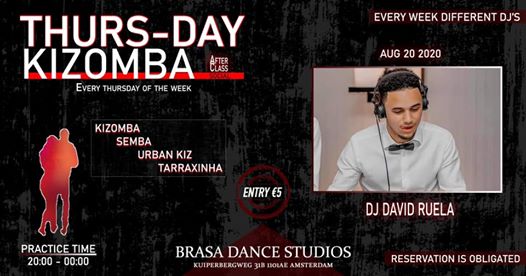 THURS-DAY
KIZOMBA
AFTER
CLASS
SOCIAL
EVERY THURSDAY OF THE WEEK
KIZOMBA
SEMBA
URBAN KIZ
TARRAXINHA
ENTRY €5
PRACTICE TIME
20:00 - 00:00
BRASA DANCE STUDIOS
KUIPERBERGWEG 31B 1101AE AMSTERDAM
EVERY WEEK DIFFERENT DJ'S
AUG 20 2020
DJ DAVID RUELA
RESERVATION IS OBLIGATED